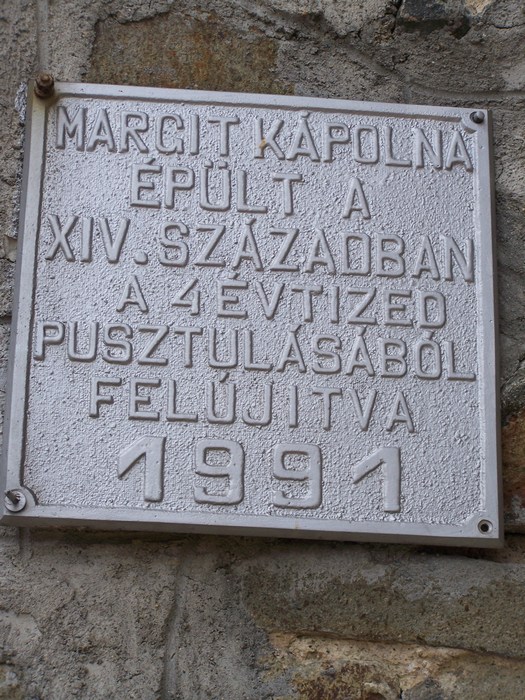 MARGIT KÁPOLNA
ÉPÜLT A
XIV. SZÁZADBAN
A 4 ÉVTIZED
PUSZTULÁSÁBÓL
FELÚJITVA
1991